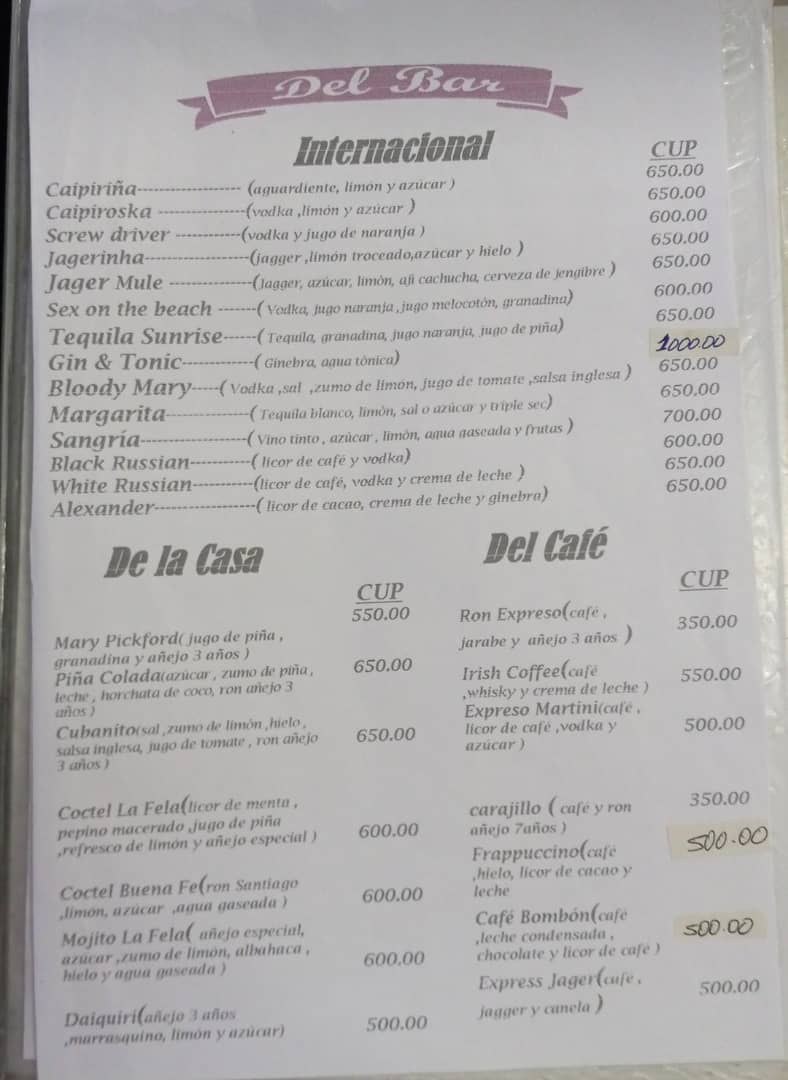 Del Bar
Internacional
CUP
Caipiriña------------------- (aguardiente, limón y azúcar ) 650.00
Caipiroska ----------------(vodka ,limón y azúcar ) 650.00
Screw driver ------------(vodka y jugo de naranja ) 600.00
Jagerinha-------------------(jagger ,limón troceado,azúcar y hielo ) 650.00
Jager Mule ---------------(Jagger, azúcar, limón, ají cachucha, cerveza de jengibre ) 650.00
Sex on the beach -------( Vodka, jugo naranja ,jugo melocotón, granadina) 600.00
Tequila Sunrise------( Tequila, granadina, jugo naranja, jugo de piña) 650.00
Gin & Tonic-------------( Ginebra, agua tónica) 1000.00
Bloody Mary-----( Vodka ,sal ,zumo de limón, jugo de tomate ,salsa inglesa ) 650.00
Margarita---------------( Tequila blanco, limón, sal o azúcar y triple sec) 650.00
Sangría-------------------( Vino tinto , azúcar , limón, agua gaseada y frutas ) 700.00
Black Russian-----------( licor de café y vodka) 600.00
White Russian-----------(licor de café, vodka y crema de leche ) 650.00
Alexander------------------( licor de cacao, crema de leche y ginebra) 650.00
De la Casa
CUP
550.00
Mary Pickford( jugo de piña ,
granadina y añejo 3 años )
Piña Colada(azúcar , zumo de piña , 650.00
leche , horchata de coco, ron añejo 3
años )
Cubanito(sal ,zumo de limón ,hielo ,
salsa inglesa, jugo de tomate , ron añejo 650.00
3 años )
Coctel La Fela(licor de menta ,
pepino macerado ,jugo de piña 600.00
,refresco de limón y añejo especial )
Coctel Buena Fe(ron Santiago 600.00
,limón, azúcar ,agua gaseada )
Mojito La Fela( añejo especial,
azúcar ,zumo de limón, albahaca , 600.00
hielo y agua gaseada )
Daiquirí(añejo 3 años 500.00
,marrasquino, limón y azúcar)
Del Café
CUP
Ron Expreso(café , 350.00
jarabe y añejo 3 años )
Irish Coffee(café 550.00
,whisky y crema de leche )
Expreso Martini(café ,
licor de café ,vodka y 500.00
azúcar )
carajillo ( café y ron 350.00
añejo 7años )
Frappuccino(café 500.00
,hielo, licor de cacao y
leche
Café Bombón(café 500.00
,leche condensada ,
chocolate y licor de café )
Express Jager(café , 500.00
jagger y canela )